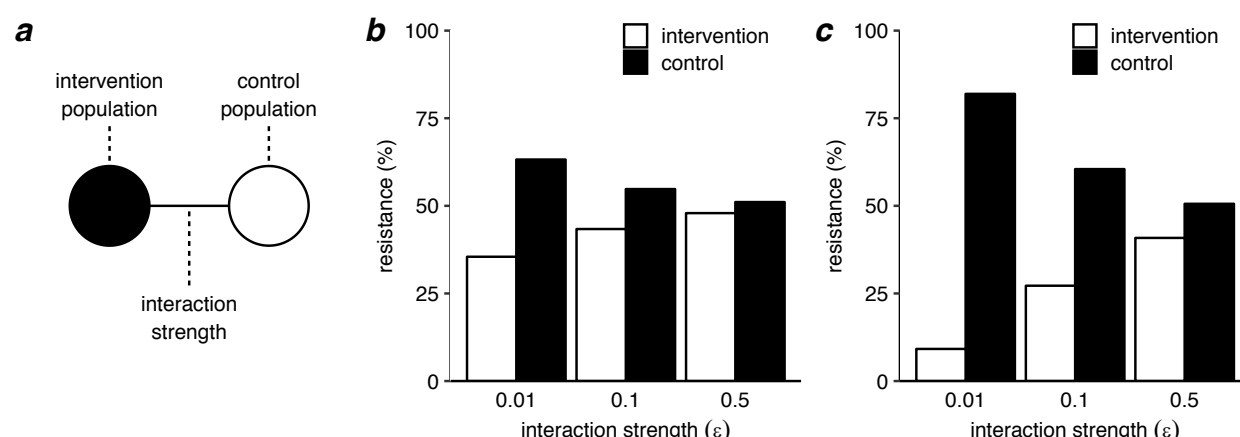 a
intervention
population
control
population
interaction
strength
b
intervention
control
resistance (%)
100
75
50
25
0
0.01 0.1 0.5
interaction strength (ε)
c
intervention
control
resistance (%)
100
75
50
25
0
0.01 0.1 0.5
interaction strength (ε)